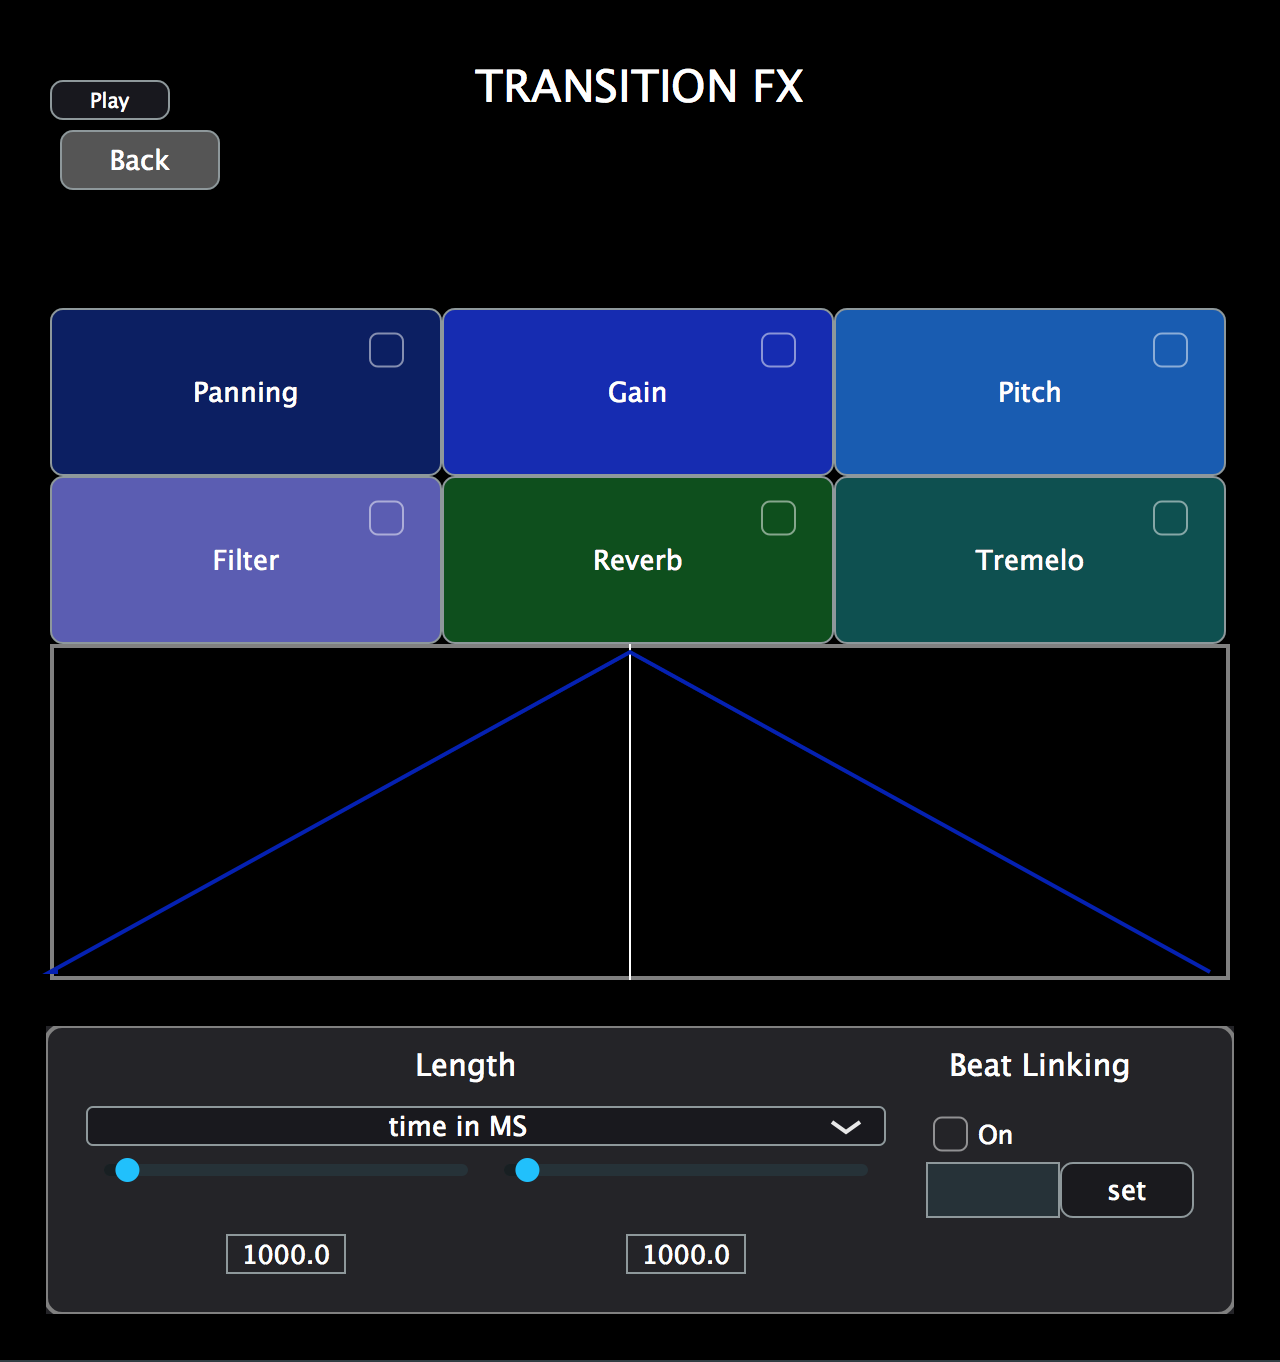 TRANSITION FX
Play
Back
Panning
Gain
Pitch
Filter
Reverb
Tremelo
Length
Beat Linking
time in MS
On
set
1000.0
1000.0